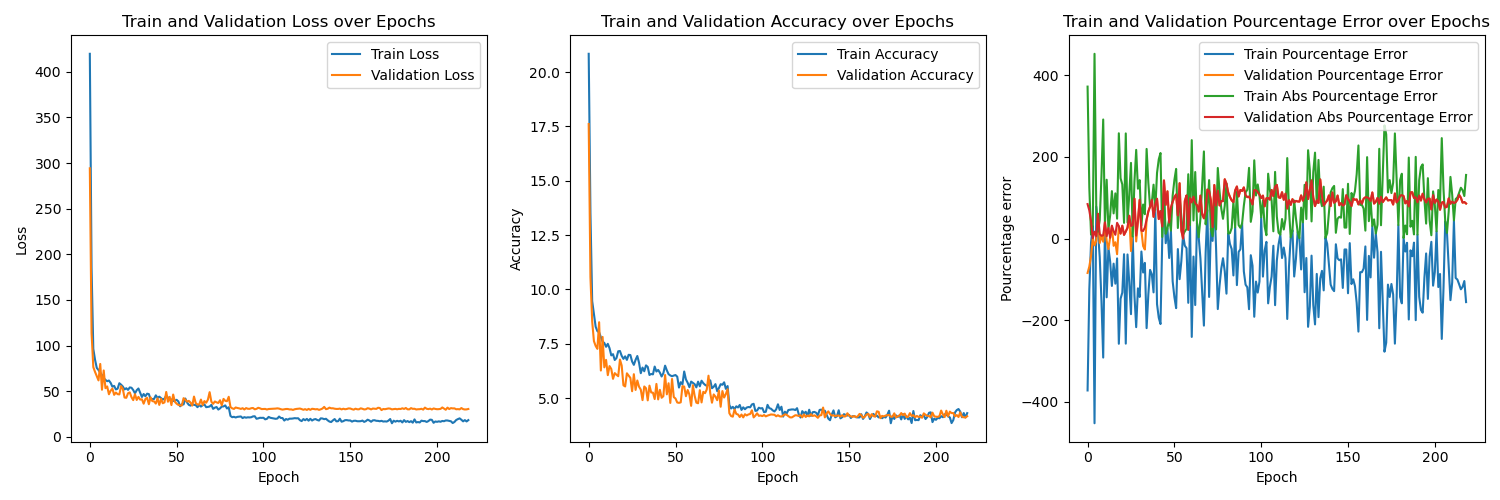 Train and Validation Loss over Epochs
Train Loss
Validation Loss
400
350
300
250
200
150
100
50
0
Loss
0
50
100
150
200
Epoch
Train and Validation Accuracy over Epochs
Train Accuracy
Validation Accuracy
20.0
17.5
15.0
12.5
10.0
7.5
5.0
Accuracy
0
50
100
150
200
Epoch
Train and Validation Pourcentage Error over Epochs
Train Pourcentage Error
Validation Pourcentage Error
Train Abs Pourcentage Error
Validation Abs Pourcentage Error
400
200
0
−200
−400
Pourcentage error
0
50
100
150
200
Epoch